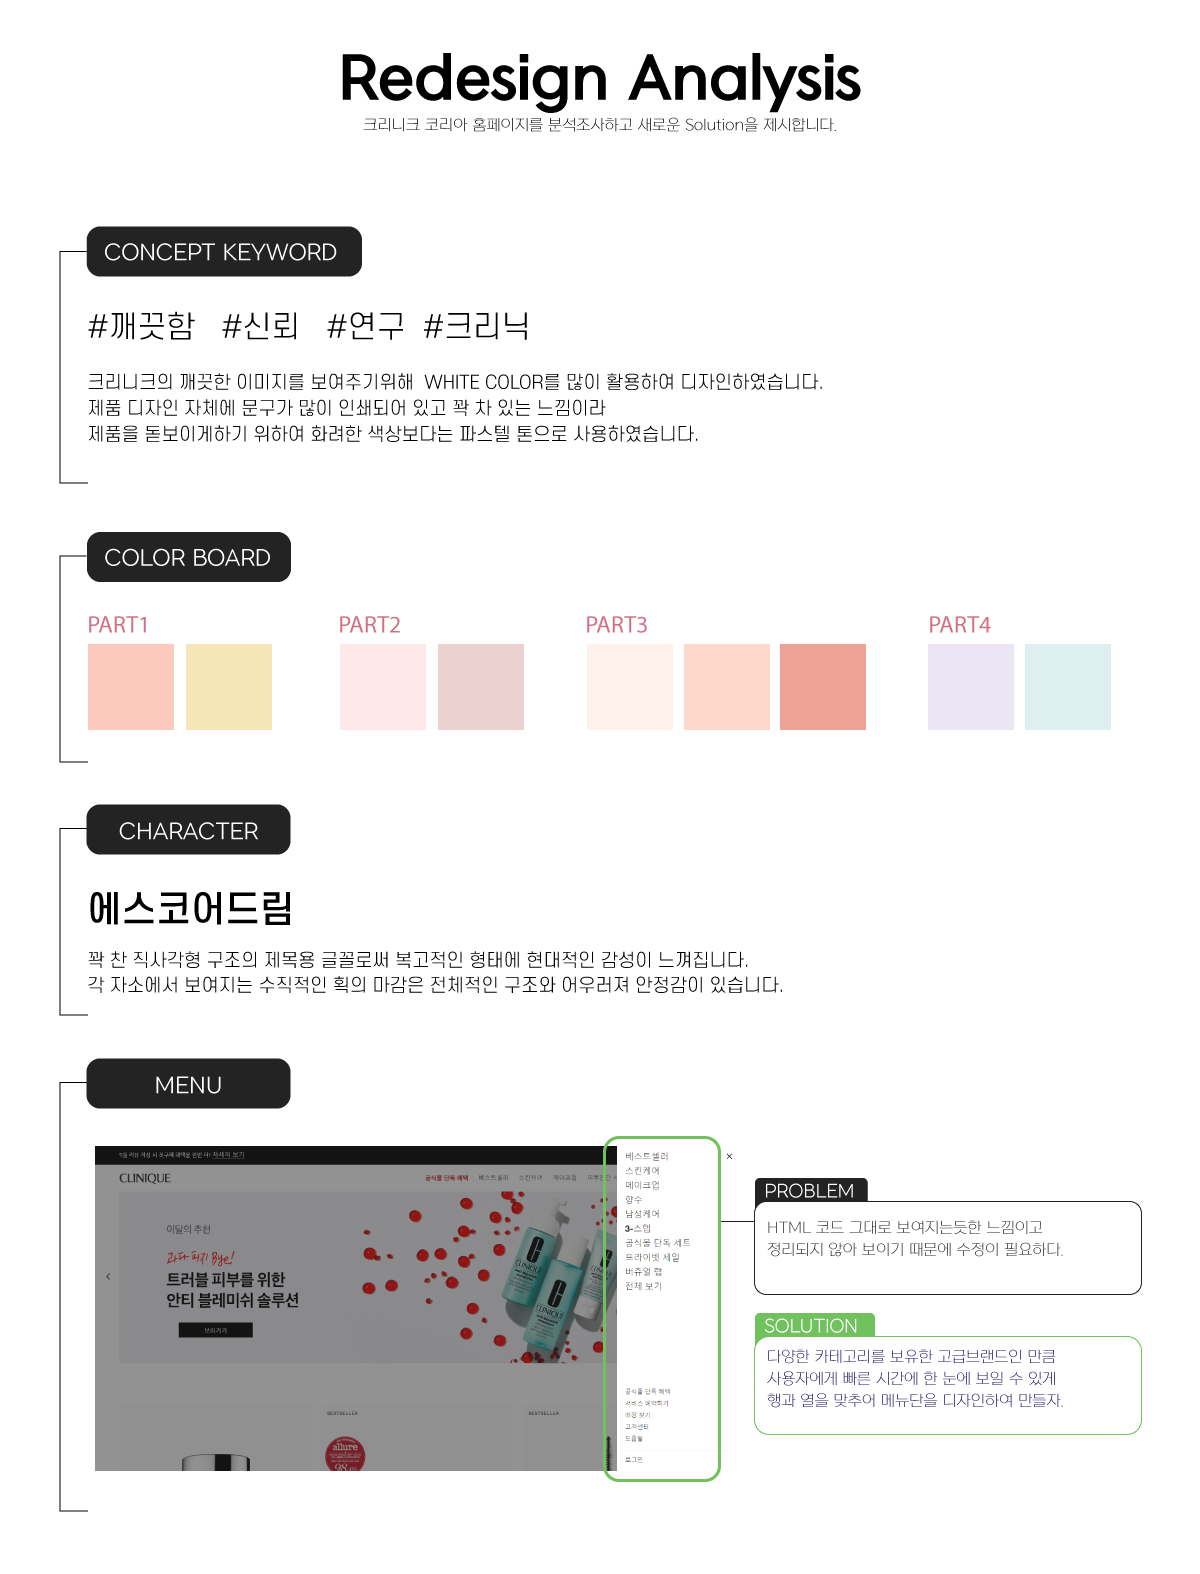 Redesign Analysis
크리니크 코리아 홈페이지를 분석조사하고 새로운 Solution을 제시합니다.
CONCEPT KEYWORD
#깨끗함 #신뢰 #연구 #크리닉
크리니크의 깨끗한 이미지를 보여주기위해 WHITE COLOR를 많이 활용하여 디자인하였습니다.
제품 디자인 자체에 문구가 많이 인쇄되어 있고 꽉 차 있는 느낌이라
제품을 돋보이게하기 위하여 화려한 색상보다는 파스텔 톤으로 사용하였습니다.
COLOR BOARD
PART1
PART2
PART3
PART4
CHARACTER
에스코어드림
꽉 찬 직사각형 구조의 제목용 글꼴로써 복고적인 형태에 현대적인 감성이 느껴집니다.
각 자소에서 보여지는 수직적인 획의 마감은 전체적인 구조와 어우러져 안정감이 있습니다.
MENU
자세히 보기
CLINIQUE
공식몰 단독 혜택 베스트셀러 스킨케어 메이크업
이달의 추천
트러블 피부를 위한
안티 블레미쉬 솔루션
보러가기
CLINIQUE
BESTSELLER
BESTSELLER
allure
98
베스트셀러
스킨케어
메이크업
향수
남성케어
3-스텝
공식몰 단독 세트
프라이빗 세일
버츄얼 랩
전체 보기
공식몰 단독 혜택
서비스 예약하기
매장 찾기
고객센터
도움말
로그인
×
PROBLEM
HTML 코드 그대로 보여지는듯한 느낌이고
정리되지 않아 보이기 때문에 수정이 필요하다.
SOLUTION
다양한 카테고리를 보유한 고급브랜드인 만큼
사용자에게 빠른 시간에 한 눈에 보일 수 있게
행과 열을 맞추어 메뉴단을 디자인하여 만들자.